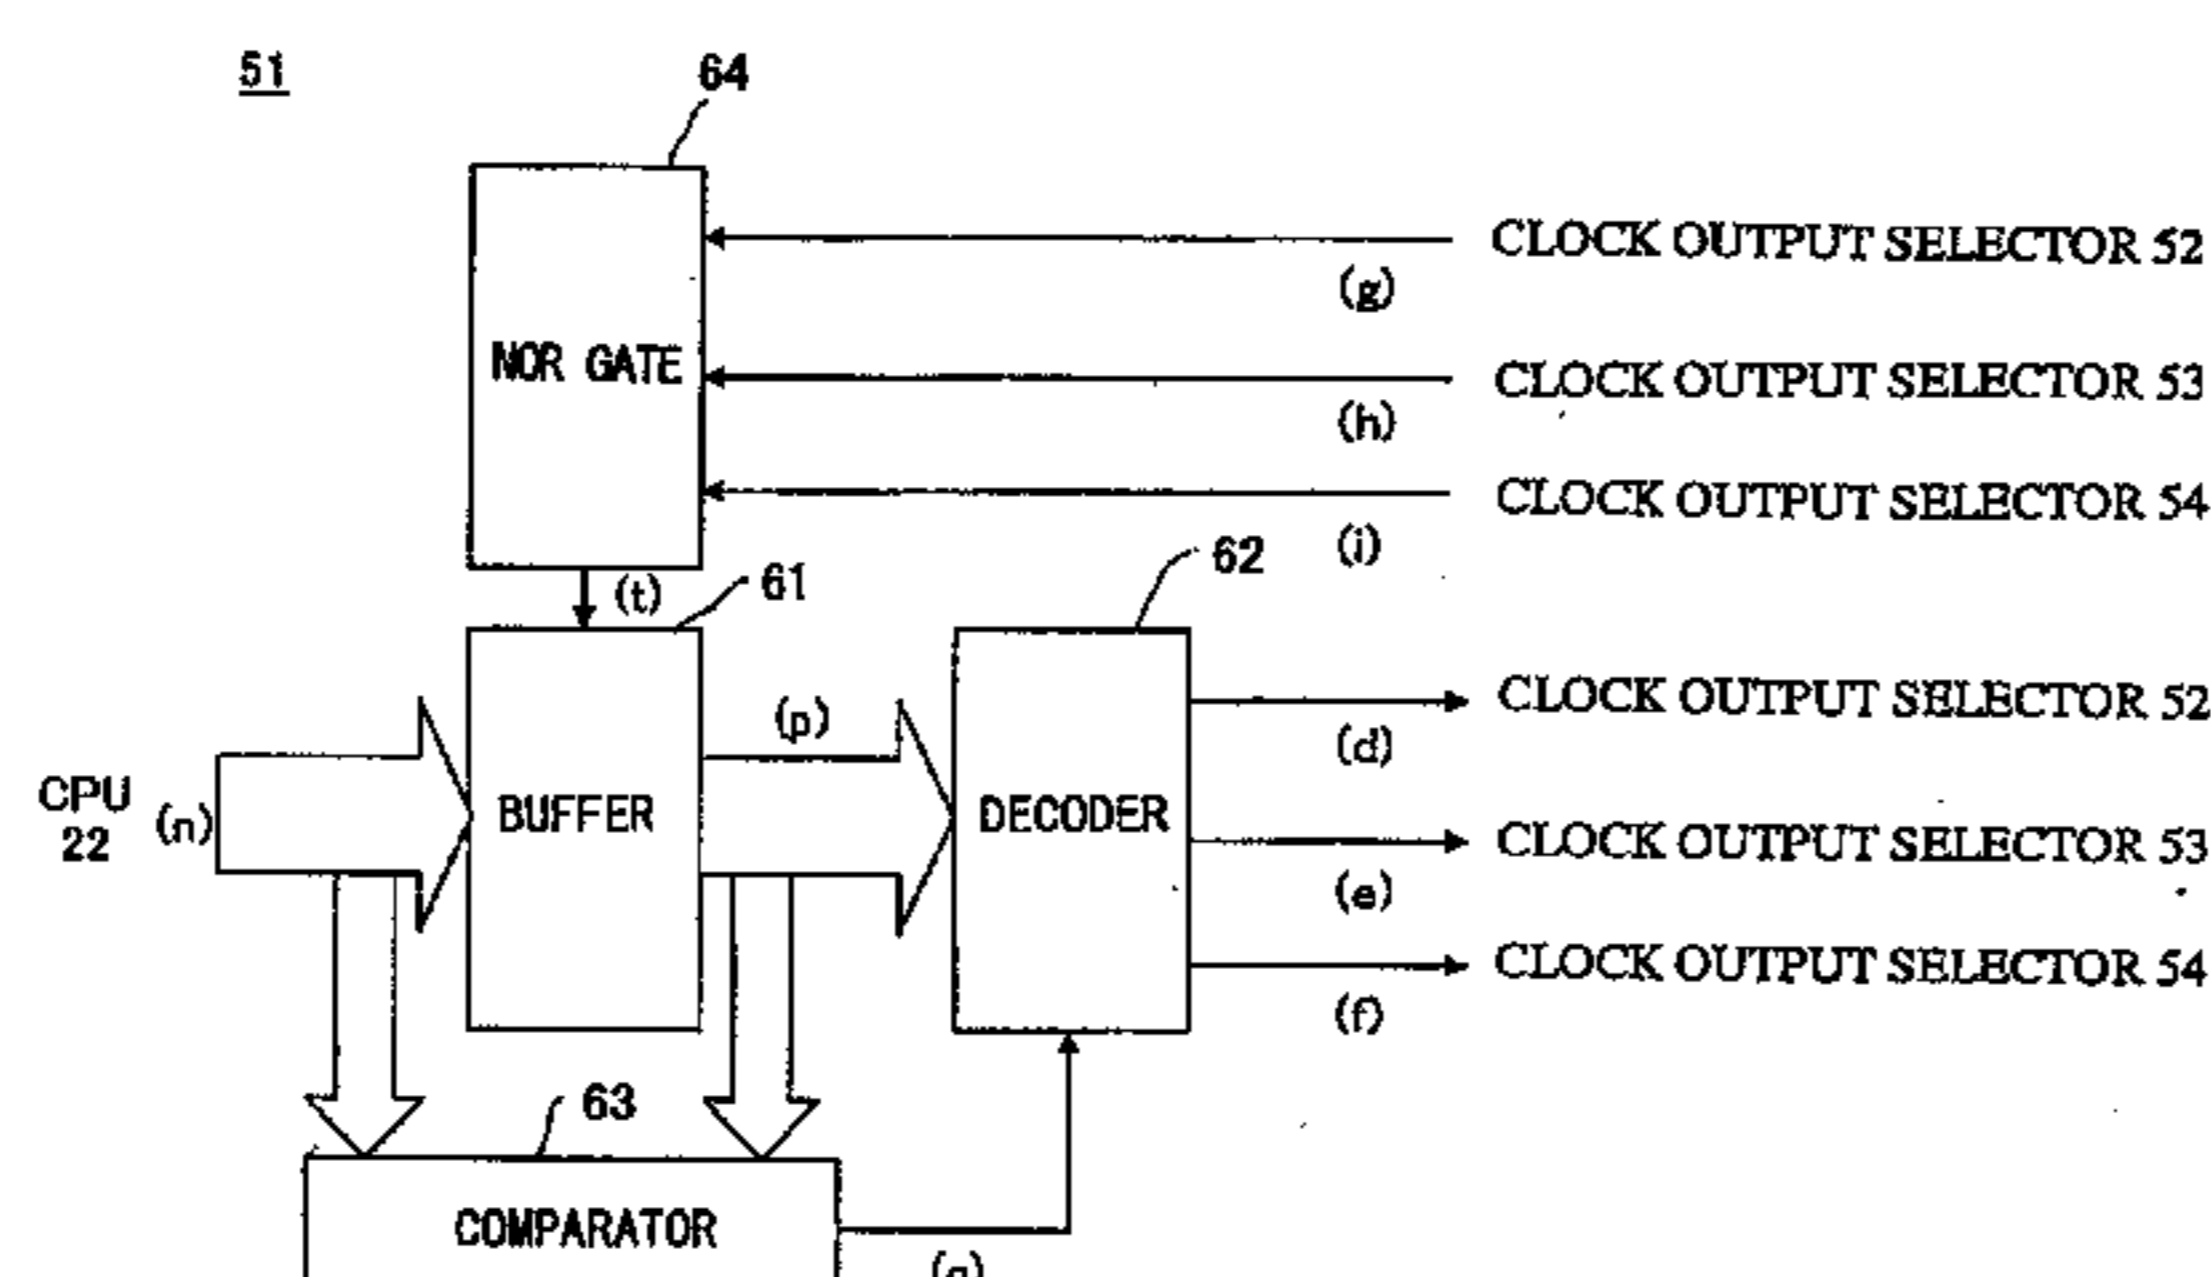 51
64
CLOCK OUTPUT SELECTOR 52
(g)
NOR GATE
CLOCK OUTPUT SELECTOR 53
(h)
CLOCK OUTPUT SELECTOR 54
(i)
(t)
61
62
CPU
22
(n)
BUFFER
(p)
DECODER
CLOCK OUTPUT SELECTOR 52
(d)
CLOCK OUTPUT SELECTOR 53
(e)
CLOCK OUTPUT SELECTOR 54
(f)
63
COMPARATOR